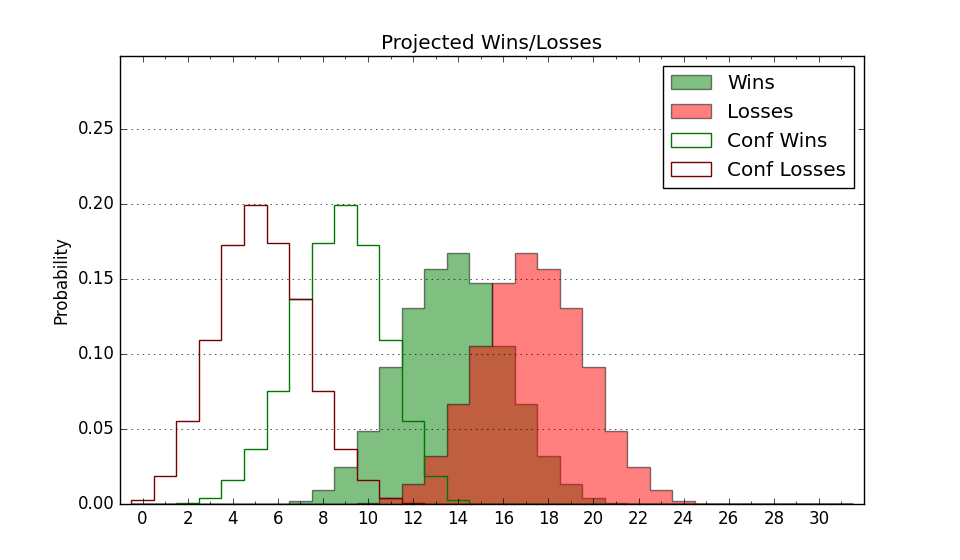 Projected Wins/Losses
Wins
Losses
Conf Wins
Conf Losses
Probability
0.25
0.20
0.15
0.10
0.05
0.00
0 2 4 6 8 10 12 14 16 18 20 22 24 26 28 30